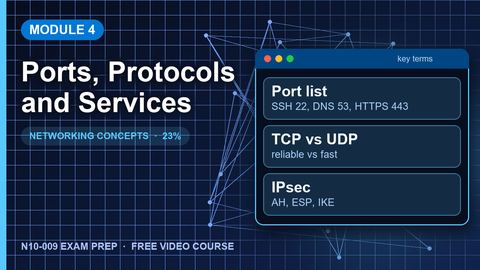 MODULE 4
Ports, Protocols
and Services
NETWORKING CONCEPTS · 23%
key terms
Port list
SSH 22, DNS 53, HTTPS 443
TCP vs UDP
reliable vs fast
IPsec
AH, ESP, IKE
N10-009 EXAM PREP · FREE VIDEO COURSE